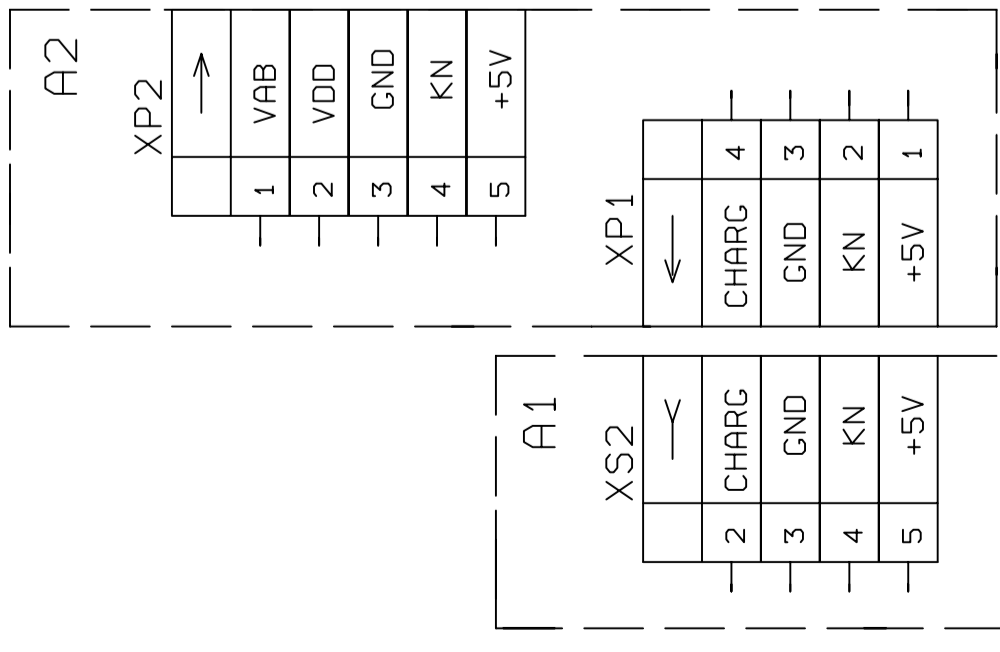 A2
XP2
VAB 1
VDD 2
GND 3
KN 4
+5V 5
XP1
CHARG 4
GND 3
KN 2
+5V 1
A1
XS2
CHARG 2
GND 3
KN 4
+5V 5